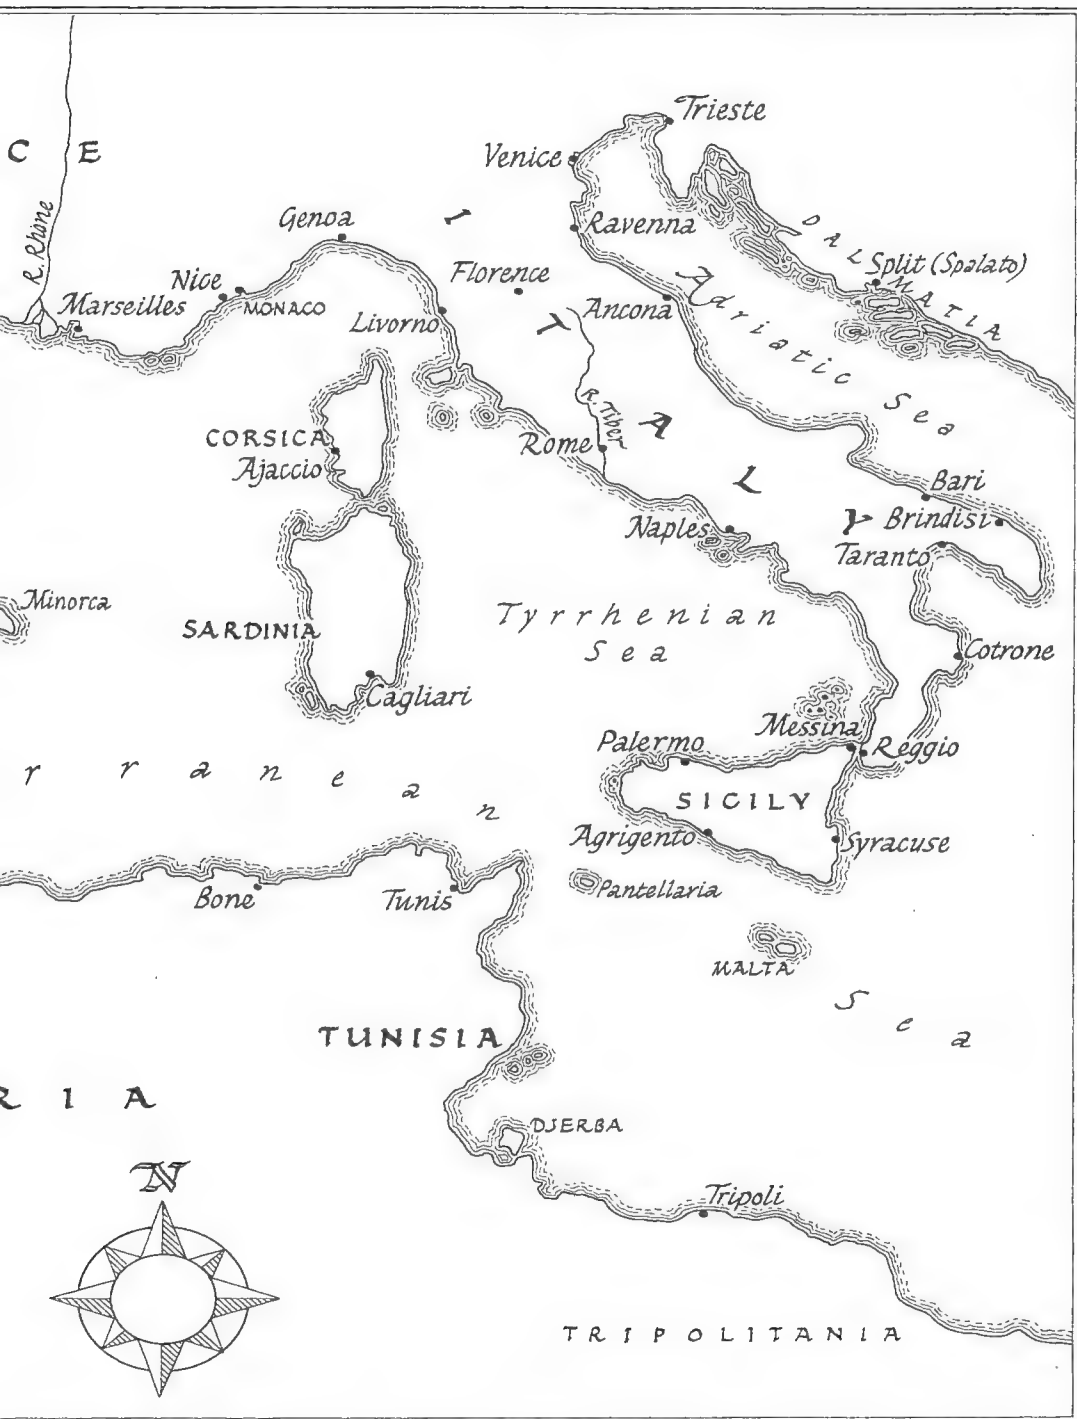 Trieste
C E
Venice
R. Rhone
Genoa
I
Ravenna
DALMATIA
Nice
Florence
Split (Spalato)
MONACO
Marseilles
Livorno
T
Ancona
Adriatic Sea
R. Tiber
A
CORSICA
Rome
Ajaccio
L
Bari
Naples
Y
Brindisi
Taranto
Minorca
Tyrrhenian
Sea
SARDINIA
Cotrone
Cagliari
Messina
Palermo
Reggio
r r a n e a n
SICILY
Agrigento
Syracuse
Bone
Tunis
Pantellaria
MALTA
Sea
TUNISIA
R I A
DJERBA
N
Tripoli
TRIPOLITANIA